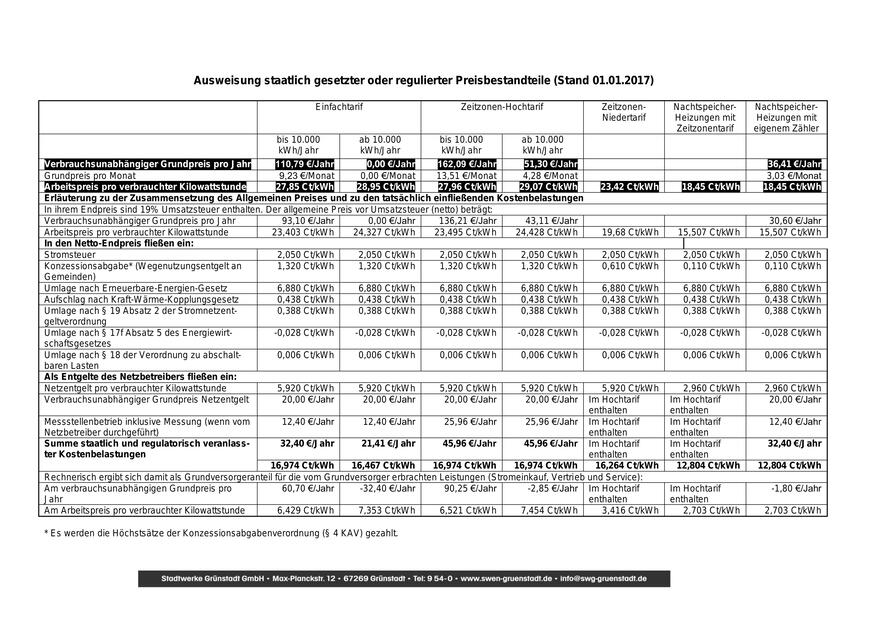 Ausweisung staatlich gesetzter oder regulierter Preisbestandteile (Stand 01.01.2017)
Einfachtarif Zeitzonen-Hochtarif Zeitzonen- Nachtspeicher- Nachtspeicher-
Niedertarif Heizungen mit Heizungen mit
Zeitzonentarif eigenem Zähler
bis 10.000 ab 10.000 bis 10.000 ab 10.000
kWh/Jahr kWh/Jahr kWh/Jahr kWh/Jahr
Verbrauchsunabhängiger Grundpreis pro Jahr 110,79 €/Jahr 0,00 €/Jahr 162,09 €/Jahr 51,30 €/Jahr 36,41 €/Jahr
Grundpreis pro Monat 9,23 €/Monat 0,00 €/Monat 13,51 €/Monat 4,28 €/Monat 3,03 €/Monat
Arbeitspreis pro verbrauchter Kilowattstunde 27,85 Ct/kWh 28,95 Ct/kWh 27,96 Ct/kWh 29,07 Ct/kWh 23,42 Ct/kWh 18,45 Ct/kWh 18,45 Ct/kWh
Erläuterung zu der Zusammensetzung des Allgemeinen Preises und zu den tatsächlich einfließenden Kostenbelastungen
In ihrem Endpreis sind 19% Umsatzsteuer enthalten. Der allgemeine Preis vor Umsatzsteuer (netto) beträgt:
Verbrauchsunabhängiger Grundpreis pro Jahr 93,10 €/Jahr 0,00 €/Jahr 136,21 €/Jahr 43,11 €/Jahr 30,60 €/Jahr
Arbeitspreis pro verbrauchter Kilowattstunde 23,403 Ct/kWh 24,327 Ct/kWh 23,495 Ct/kWh 24,428 Ct/kWh 19,68 Ct/kWh 15,507 Ct/kWh 15,507 Ct/kWh
In den Netto-Endpreis fließen ein:
Stromsteuer 2,050 Ct/kWh 2,050 Ct/kWh 2,050 Ct/kWh 2,050 Ct/kWh 2,050 Ct/kWh 2,050 Ct/kWh 2,050 Ct/kWh
Konzessionsabgabe* (Wegenutzungsentgelt an 1,320 Ct/kWh 1,320 Ct/kWh 1,320 Ct/kWh 1,320 Ct/kWh 0,610 Ct/kWh 0,110 Ct/kWh 0,110 Ct/kWh
Gemeinden)
Umlage nach Erneuerbare-Energien-Gesetz 6,880 Ct/kWh 6,880 Ct/kWh 6,880 Ct/kWh 6,880 Ct/kWh 6,880 Ct/kWh 6,880 Ct/kWh 6,880 Ct/kWh
Aufschlag nach Kraft-Wärme-Kopplungsgesetz 0,438 Ct/kWh 0,438 Ct/kWh 0,438 Ct/kWh 0,438 Ct/kWh 0,438 Ct/kWh 0,438 Ct/kWh 0,438 Ct/kWh
Umlage nach § 19 Absatz 2 der Stromnetzent- 0,388 Ct/kWh 0,388 Ct/kWh 0,388 Ct/kWh 0,388 Ct/kWh 0,388 Ct/kWh 0,388 Ct/kWh 0,388 Ct/kWh
geltverordnung
Umlage nach § 17f Absatz 5 des Energiewirt- -0,028 Ct/kWh -0,028 Ct/kWh -0,028 Ct/kWh -0,028 Ct/kWh -0,028 Ct/kWh -0,028 Ct/kWh -0,028 Ct/kWh
schaftsgesetzes
Umlage nach § 18 der Verordnung zu abschalt- 0,006 Ct/kWh 0,006 Ct/kWh 0,006 Ct/kWh 0,006 Ct/kWh 0,006 Ct/kWh 0,006 Ct/kWh 0,006 Ct/kWh
baren Lasten
Als Entgelte des Netzbetreibers fließen ein:
Netzentgelt pro verbrauchter Kilowattstunde 5,920 Ct/kWh 5,920 Ct/kWh 5,920 Ct/kWh 5,920 Ct/kWh 5,920 Ct/kWh 2,960 Ct/kWh 2,960 Ct/kWh
Verbrauchsunabhängiger Grundpreis Netzentgelt 20,00 €/Jahr 20,00 €/Jahr 20,00 €/Jahr 20,00 €/Jahr Im Hochtarif Im Hochtarif 20,00 €/Jahr
enthalten enthalten
Messstellenbetrieb inklusive Messung (wenn vom 12,40 €/Jahr 12,40 €/Jahr 25,96 €/Jahr 25,96 €/Jahr Im Hochtarif Im Hochtarif 12,40 €/Jahr
Netzbetreiber durchgeführt) enthalten enthalten
Summe staatlich und regulatorisch veranlass- 32,40 €/Jahr 21,41 €/Jahr 45,96 €/Jahr 45,96 €/Jahr Im Hochtarif Im Hochtarif 32,40 €/Jahr
ter Kostenbelastungen enthalten enthalten
16,974 Ct/kWh 16,467 Ct/kWh 16,974 Ct/kWh 16,974 Ct/kWh 16,264 Ct/kWh 12,804 Ct/kWh 12,804 Ct/kWh
Rechnerisch ergibt sich damit als Grundversorgeranteil für die vom Grundversorger erbrachten Leistungen (Stromeinkauf, Vertrieb und Service):
Am verbrauchsunabhängigen Grundpreis pro 60,70 €/Jahr -32,40 €/Jahr 90,25 €/Jahr -2,85 €/Jahr Im Hochtarif Im Hochtarif -1,80 €/Jahr
Jahr enthalten enthalten
Am Arbeitspreis pro verbrauchter Kilowattstunde 6,429 Ct/kWh 7,353 Ct/kWh 6,521 Ct/kWh 7,454 Ct/kWh 3,416 Ct/kWh 2,703 Ct/kWh 2,703 Ct/kWh
* Es werden die Höchstsätze der Konzessionsabgabenverordnung (§ 4 KAV) gezahlt.
Stadtwerke Grünstadt GmbH • Max-Planckstr. 12 • 67269 Grünstadt • Tel: 9 54-0 • www.swen-gruenstadt.de • info@swg-gruenstadt.de